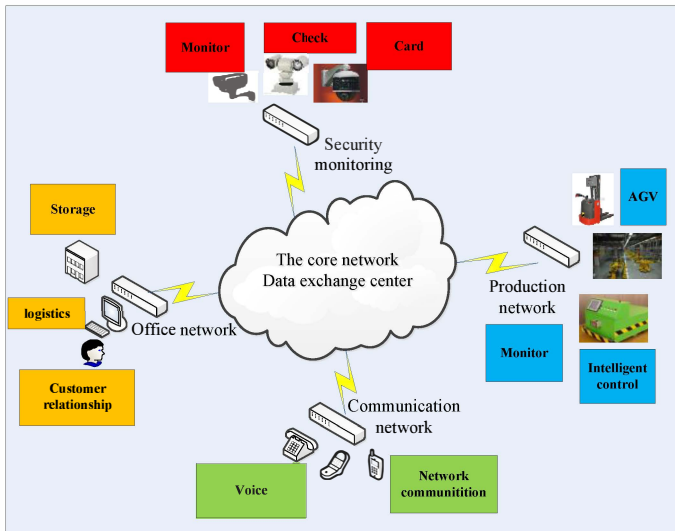 Monitor
Check
Card
Security
monitoring
Storage
AGV
The core network
Data exchange center
Production
network
logistics
Office network
Monitor
Intelligent
control
Customer
relationship
Communication
network
Voice
Network
communitition